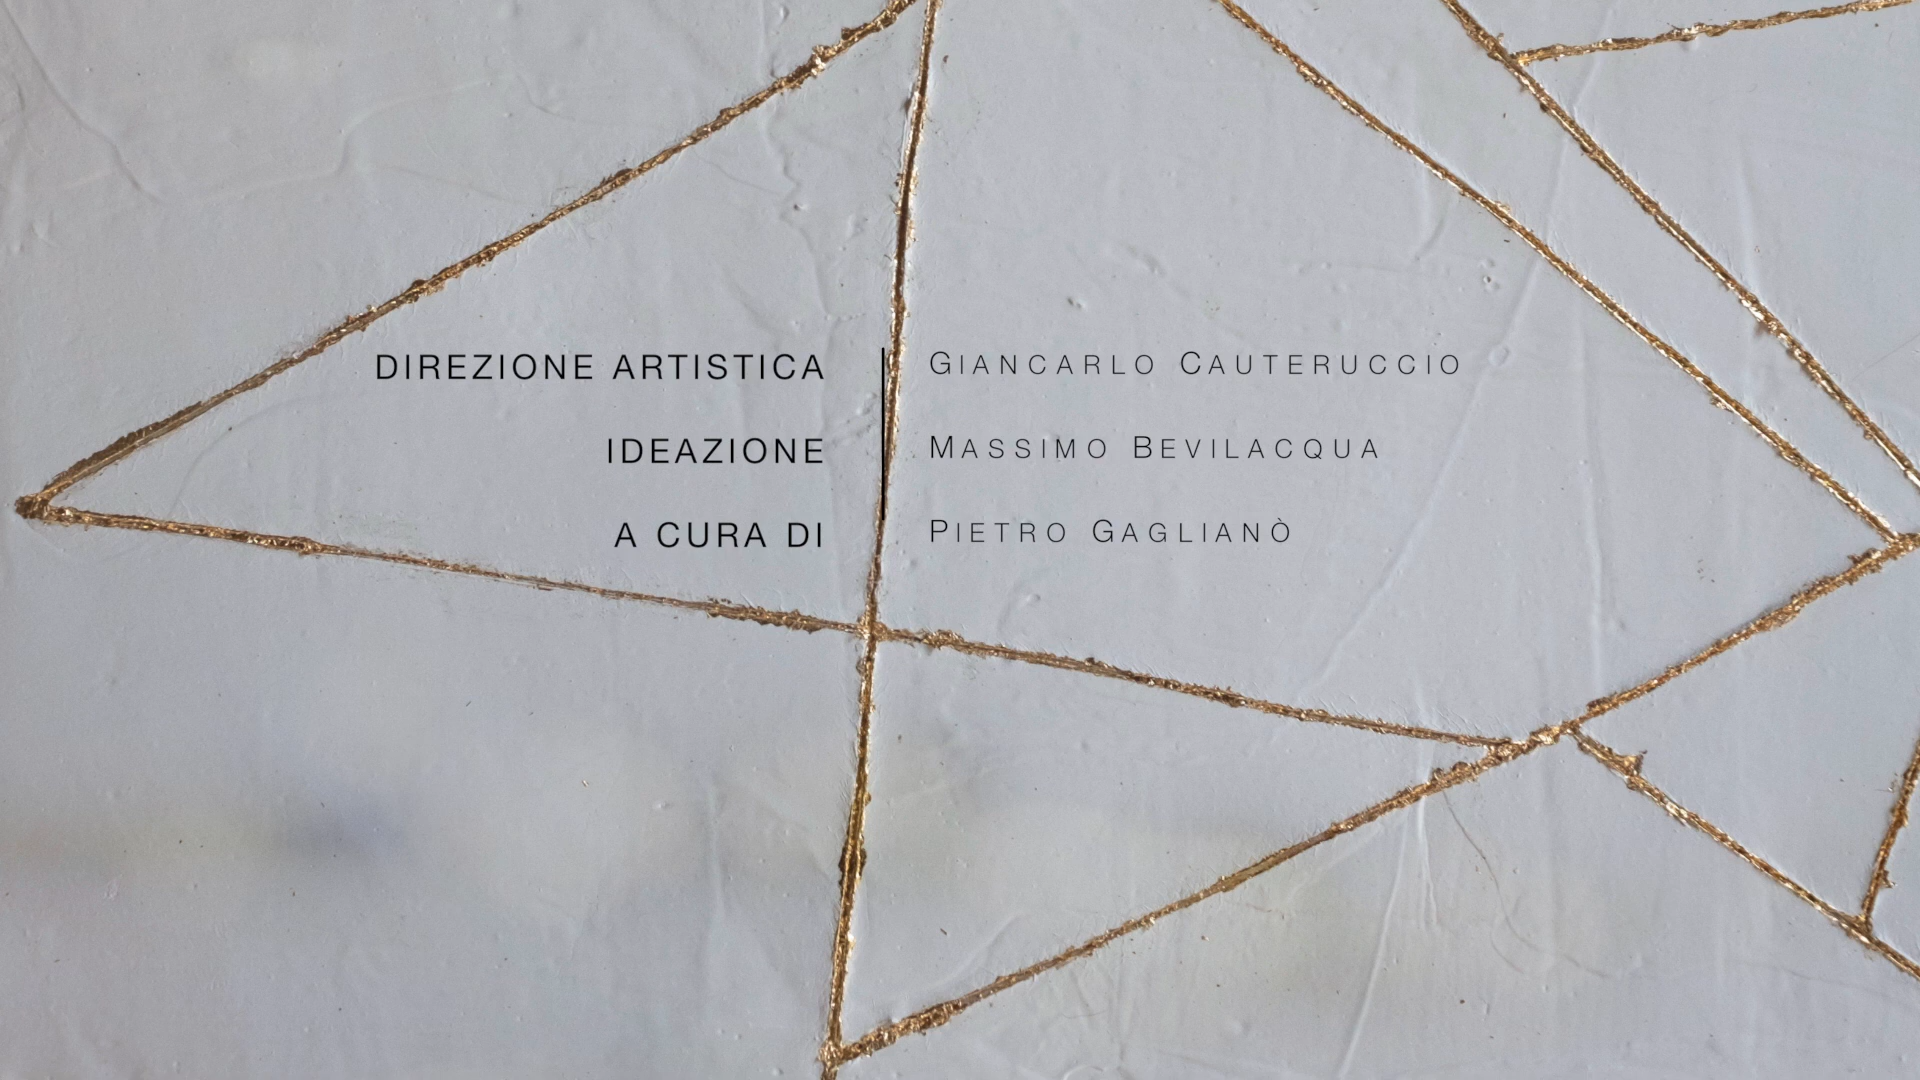 DIREZIONE ARTISTICA GIANCARLO CAUTERUCCIO
IDEAZIONE MASSIMO BEVILACQUA
A CURA DI PIETRO GAGLIANÒ